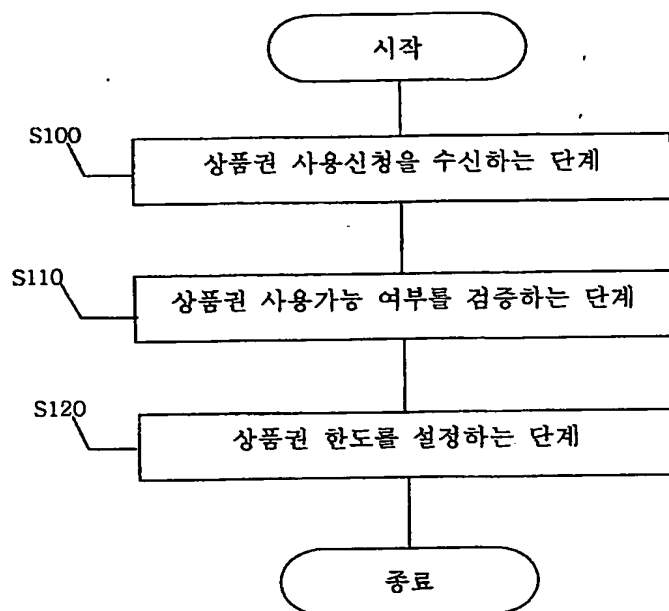 시작
S100
상품권 사용신청을 수신하는 단계
S110
상품권 사용가능 여부를 검증하는 단계
S120
상품권 한도를 설정하는 단계
종료